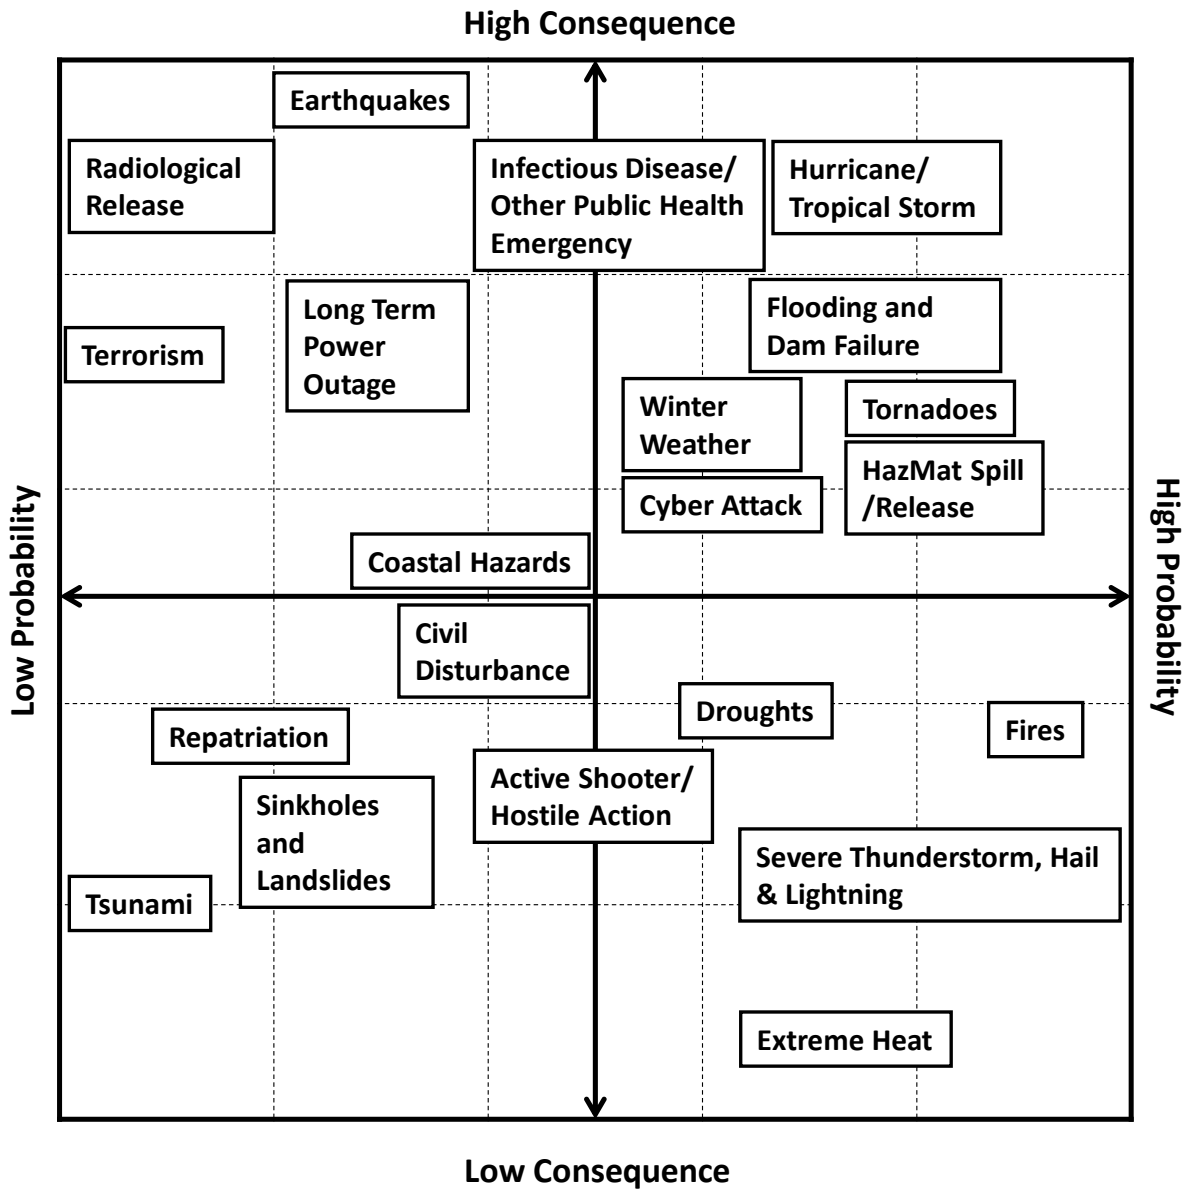 High Consequence
Earthquakes
Radiological
Release
Infectious Disease/
Other Public Health
Emergency
Hurricane/
Tropical Storm
Terrorism
Long Term
Power
Outage
Flooding and
Dam Failure
Winter
Weather
Tornadoes
Cyber Attack
HazMat Spill
/Release
Coastal Hazards
Low Probability
High Probability
Civil
Disturbance
Repatriation
Droughts
Fires
Sinkholes
and
Landslides
Active Shooter/
Hostile Action
Tsunami
Severe Thunderstorm, Hail
& Lightning
Extreme Heat
Low Consequence